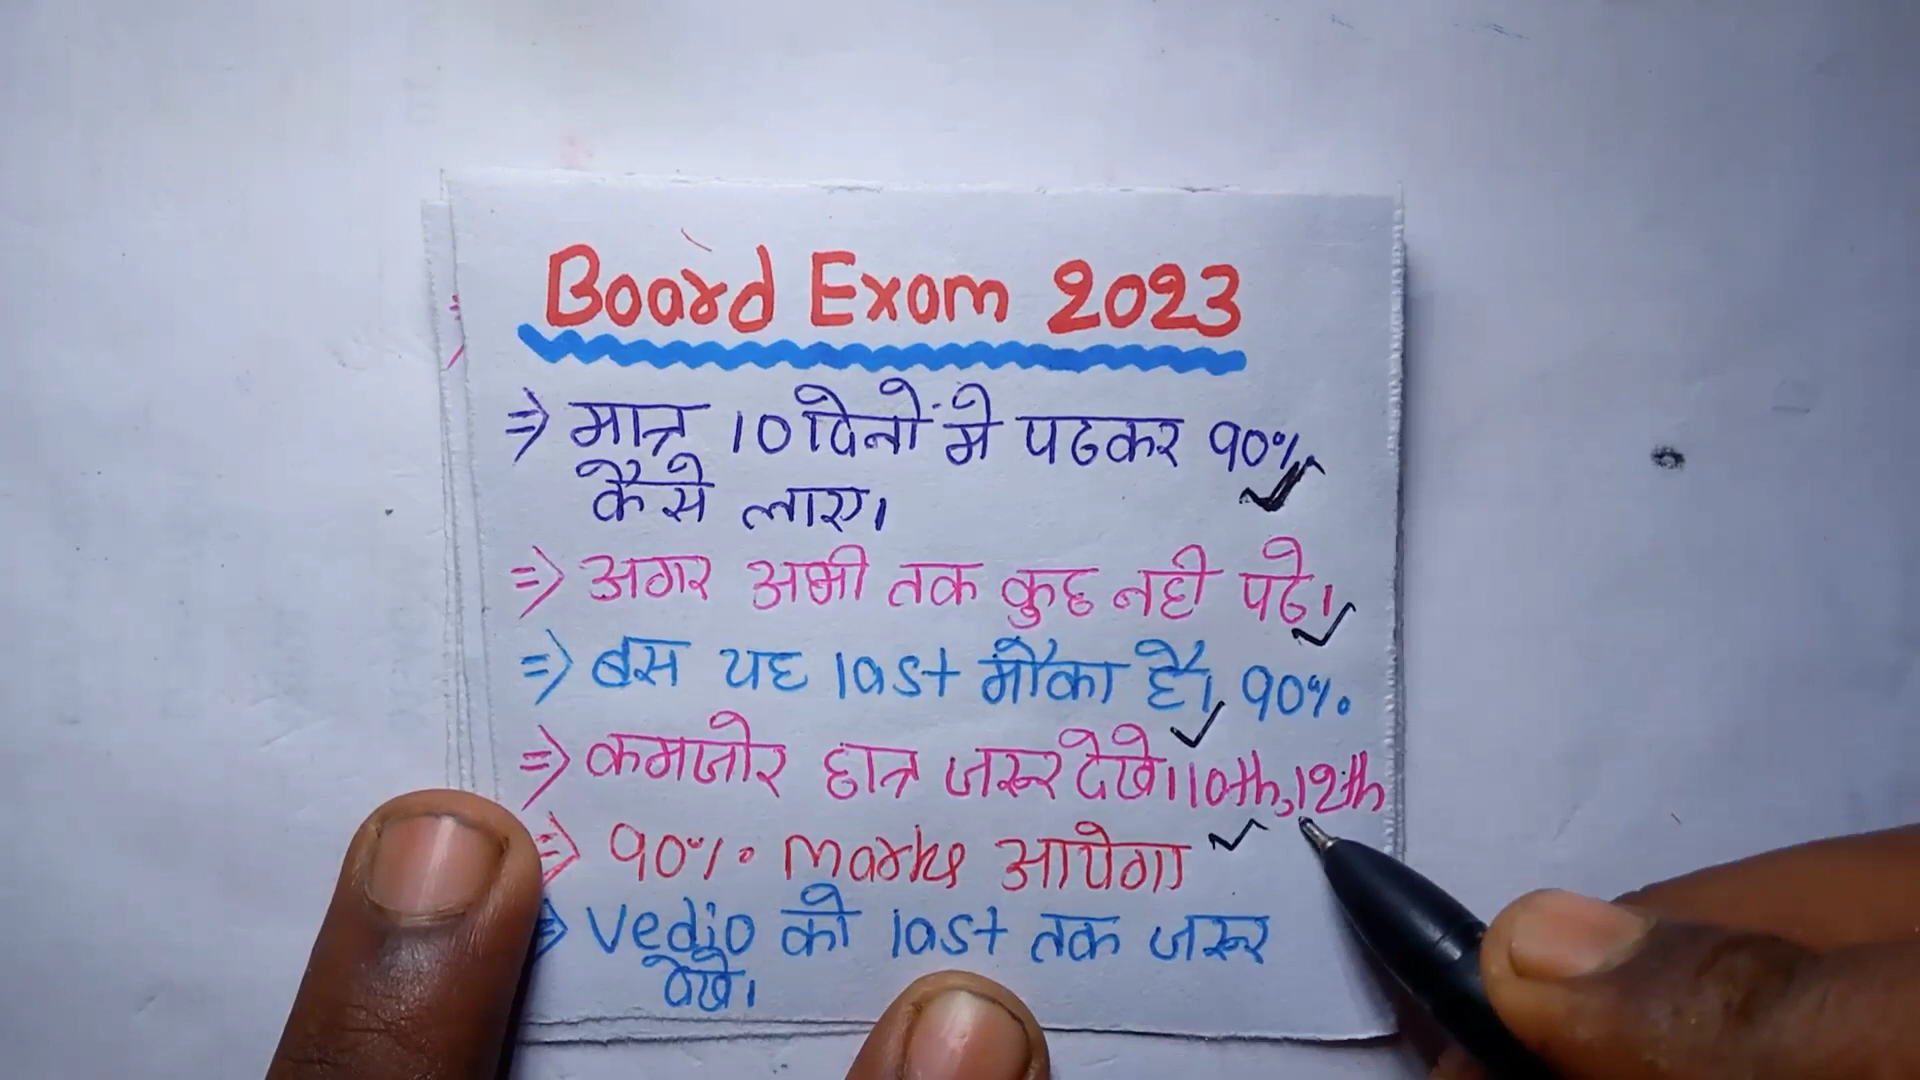 Board Exam 2023
=> मात्र 10 दिनों में पढकर 90%
कैसे लाए।
=> अगर अभी तक कुछ नही पढे।
=> बस यह last मौका है। 90%.
=> कमजोर छात्र जरूर देखे। 10th, 12th
=> 90% marks आयेगा
=> Vedio को last तक जरूर
देखे।